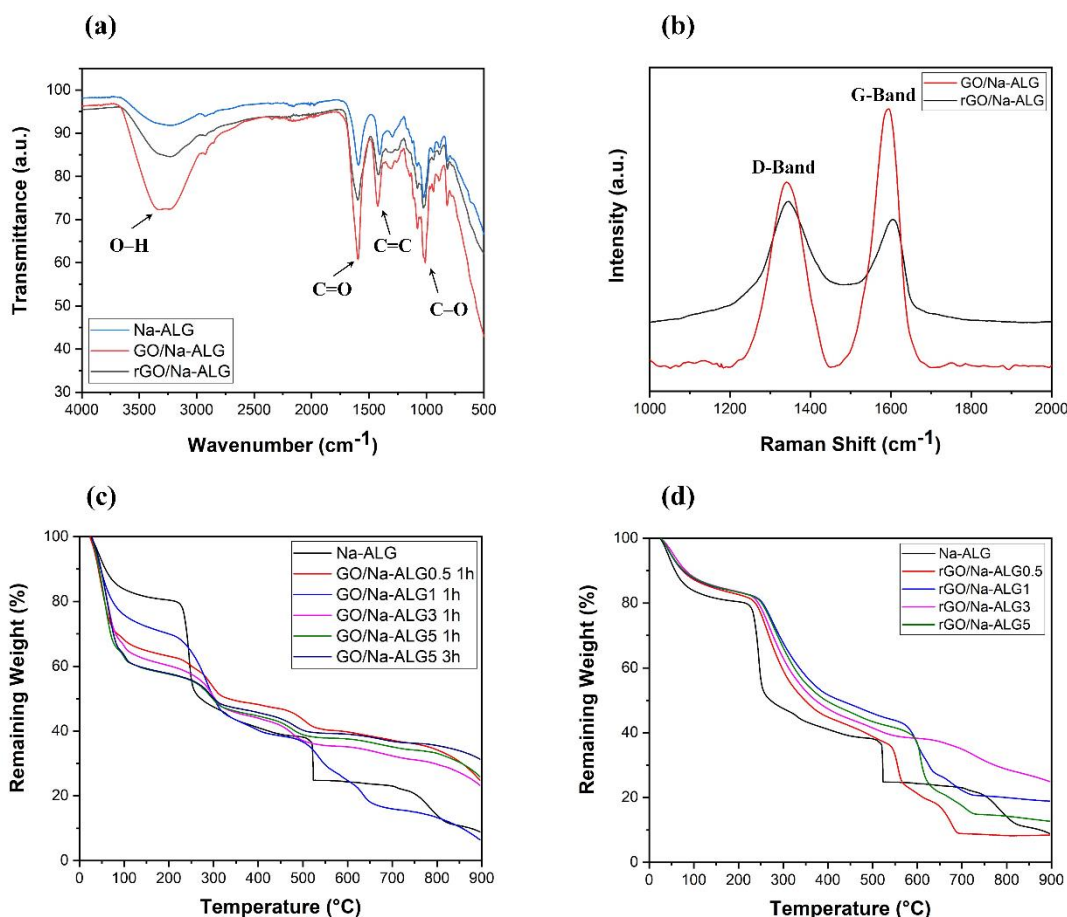 (a)
100
90
80
70
60
50
40
30
Transmittance (a.u.)
O–H
C=O
C=C
C–O
Na-ALG
GO/Na-ALG
rGO/Na-ALG
4000 3500 3000 2500 2000 1500 1000 500
Wavenumber (cm⁻¹)
(b)
GO/Na-ALG
rGO/Na-ALG
G-Band
D-Band
Intensity (a.u.)
1000 1200 1400 1600 1800 2000
Raman Shift (cm⁻¹)
(c)
100
80
60
40
20
0
Remaining Weight (%)
Na-ALG
GO/Na-ALG0.5 1h
GO/Na-ALG1 1h
GO/Na-ALG3 1h
GO/Na-ALG5 1h
GO/Na-ALG5 3h
0 100 200 300 400 500 600 700 800 900
Temperature (°C)
(d)
100
80
60
40
20
0
Remaining Weight (%)
Na-ALG
rGO/Na-ALG0.5
rGO/Na-ALG1
rGO/Na-ALG3
rGO/Na-ALG5
0 100 200 300 400 500 600 700 800 900
Temperature (°C)